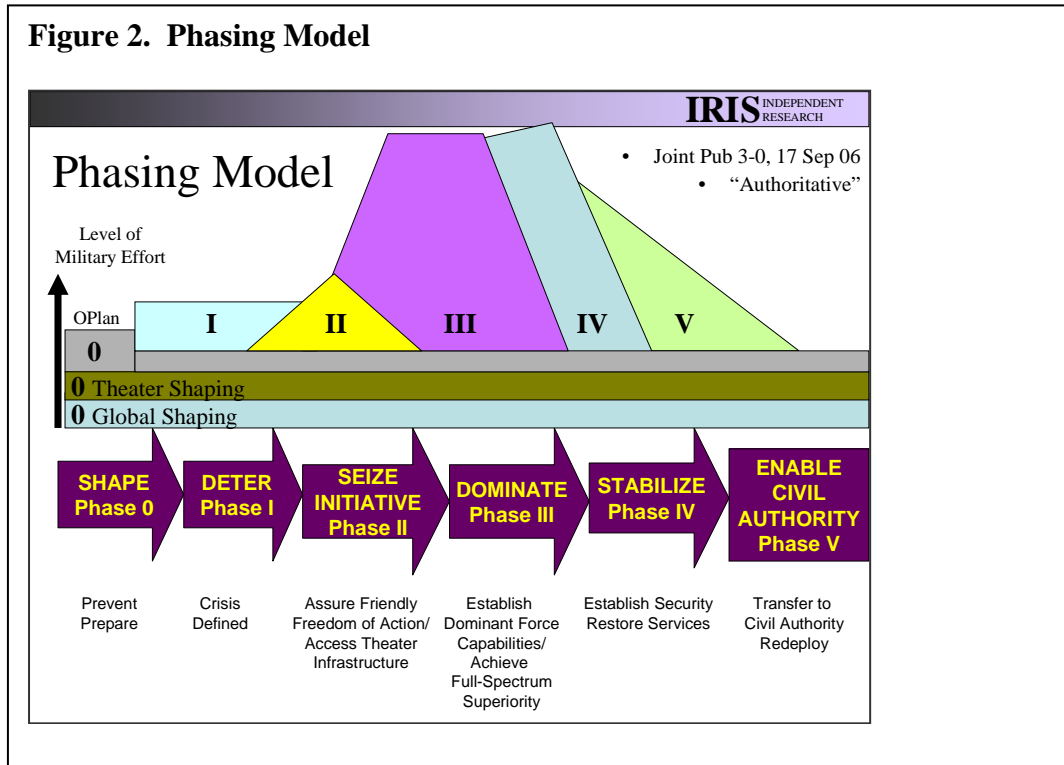 Figure 2.  Phasing Model
IRIS INDEPENDENT
RESEARCH
Phasing Model
• Joint Pub 3-0, 17 Sep 06
• “Authoritative”
Level of
Military Effort
OPlan
0
I
II
III
IV
V
0 Theater Shaping
0 Global Shaping
SHAPE
Phase 0
DETER
Phase I
SEIZE
INITIATIVE
Phase II
DOMINATE
Phase III
STABILIZE
Phase IV
ENABLE
CIVIL
AUTHORITY
Phase V
Prevent
Prepare
Crisis
Defined
Assure Friendly
Freedom of Action/
Access Theater
Infrastructure
Establish
Dominant Force
Capabilities/
Achieve
Full-Spectrum
Superiority
Establish Security
Restore Services
Transfer to
Civil Authority
Redeploy